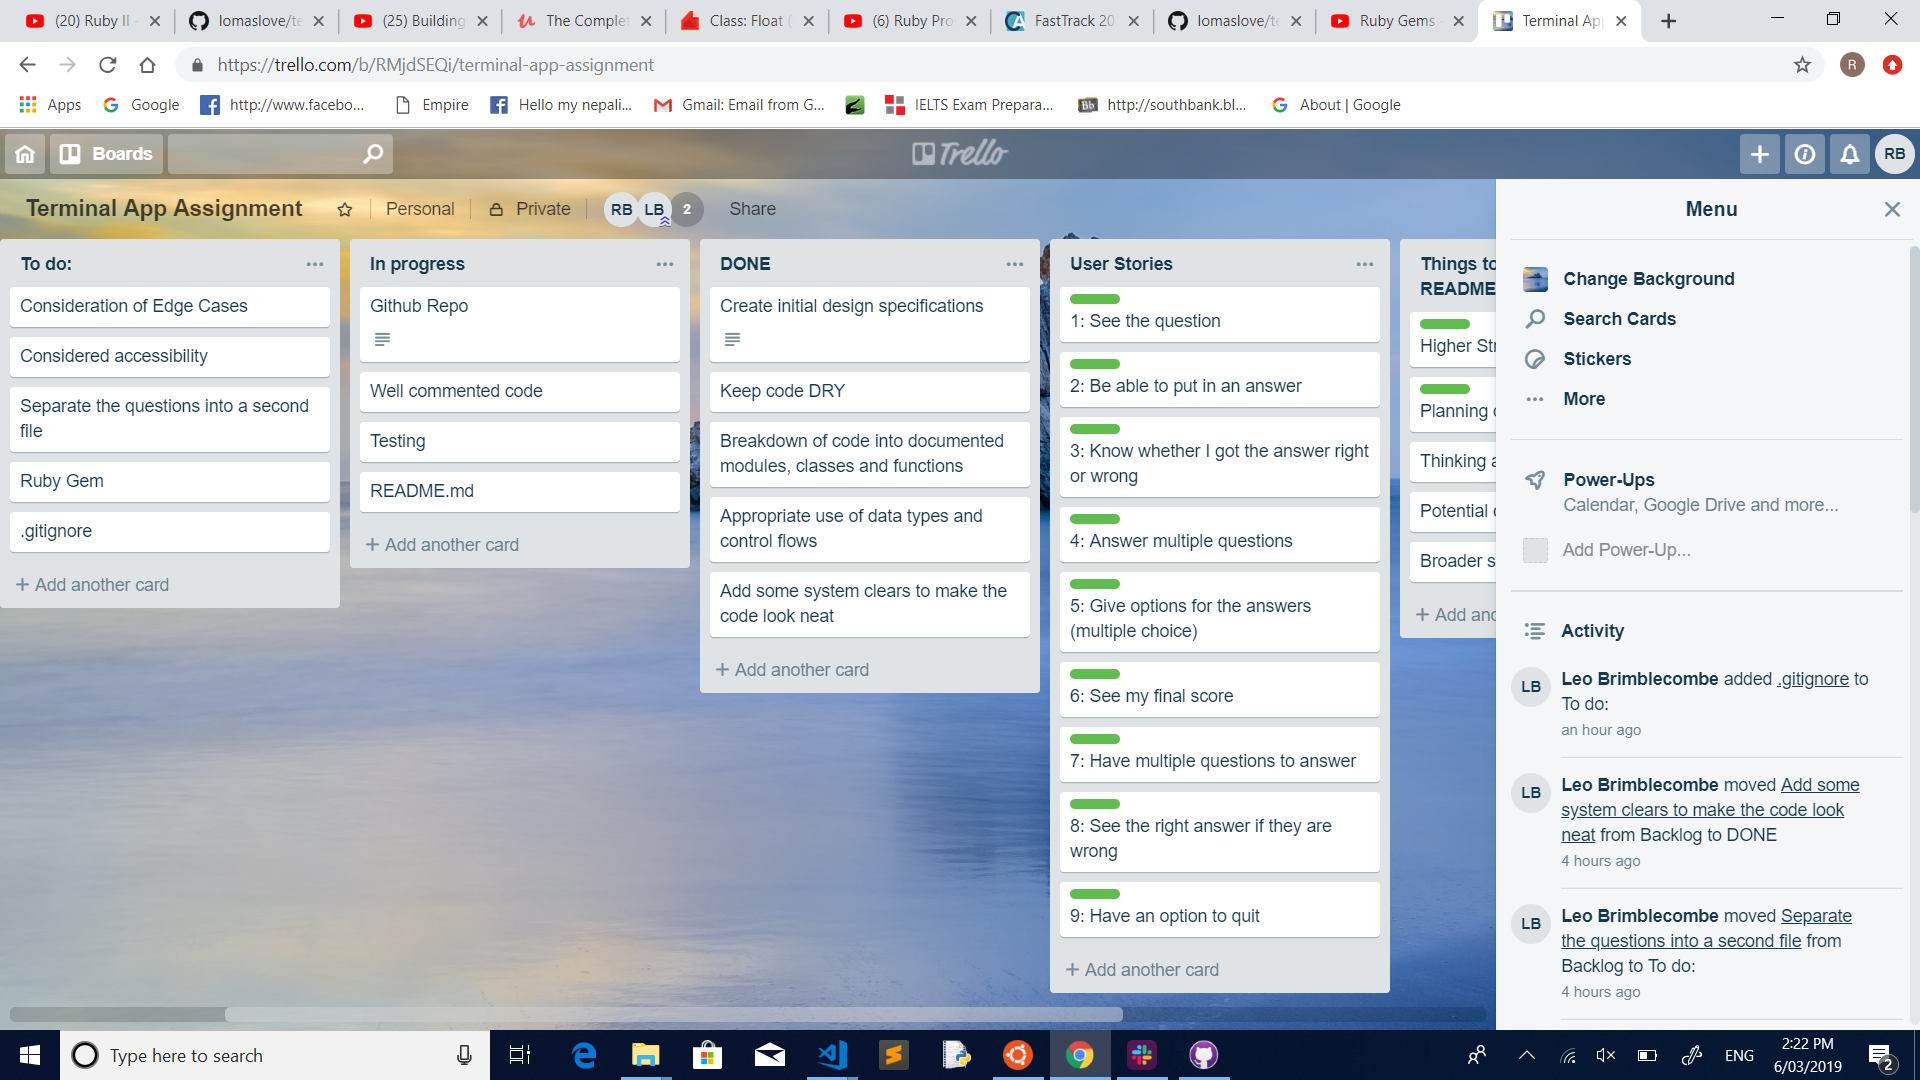 (20) Ruby II
lomaslove/te
(25) Building
The Complet
Class: Float (
(6) Ruby Pro
FastTrack 20
lomaslove/te
Ruby Gems -
Terminal App
https://trello.com/b/RMjdSEQi/terminal-app-assignment
R
Apps
Google
http://www.facebo...
Empire
Hello my nepali...
Gmail: Email from G...
IELTS Exam Prepara...
Bb
http://southbank.bl...
About | Google
Boards
Trello
RB
Terminal App Assignment
Personal
Private
RB
LB
2
Share
To do:
Consideration of Edge Cases
Considered accessibility
Separate the questions into a second
file
Ruby Gem
.gitignore
+ Add another card
In progress
Github Repo
Well commented code
Testing
README.md
+ Add another card
DONE
Create initial design specifications
Keep code DRY
Breakdown of code into documented
modules, classes and functions
Appropriate use of data types and
control flows
Add some system clears to make the
code look neat
+ Add another card
User Stories
1: See the question
2: Be able to put in an answer
3: Know whether I got the answer right
or wrong
4: Answer multiple questions
5: Give options for the answers
(multiple choice)
6: See my final score
7: Have multiple questions to answer
8: See the right answer if they are
wrong
9: Have an option to quit
+ Add another card
Things to
README
Higher Str
Planning
Thinking a
Potential
Broader s
+ Add ano
Menu
Change Background
Search Cards
Stickers
More
Power-Ups
Calendar, Google Drive and more...
Add Power-Up...
Activity
LB
Leo Brimblecombe added .gitignore to
To do:
an hour ago
LB
Leo Brimblecombe moved Add some
system clears to make the code look
neat from Backlog to DONE
4 hours ago
LB
Leo Brimblecombe moved Separate
the questions into a second file from
Backlog to To do:
4 hours ago
Type here to search
ENG
2:22 PM
6/03/2019
2